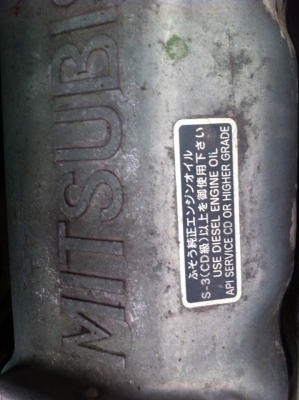 MITSUBI
ふそう純正エンジンオイル
S-3(CD級)以上を御使用下さい
USE DIESEL ENGINE OIL
API SERVICE CD OR HIGHER GRADE